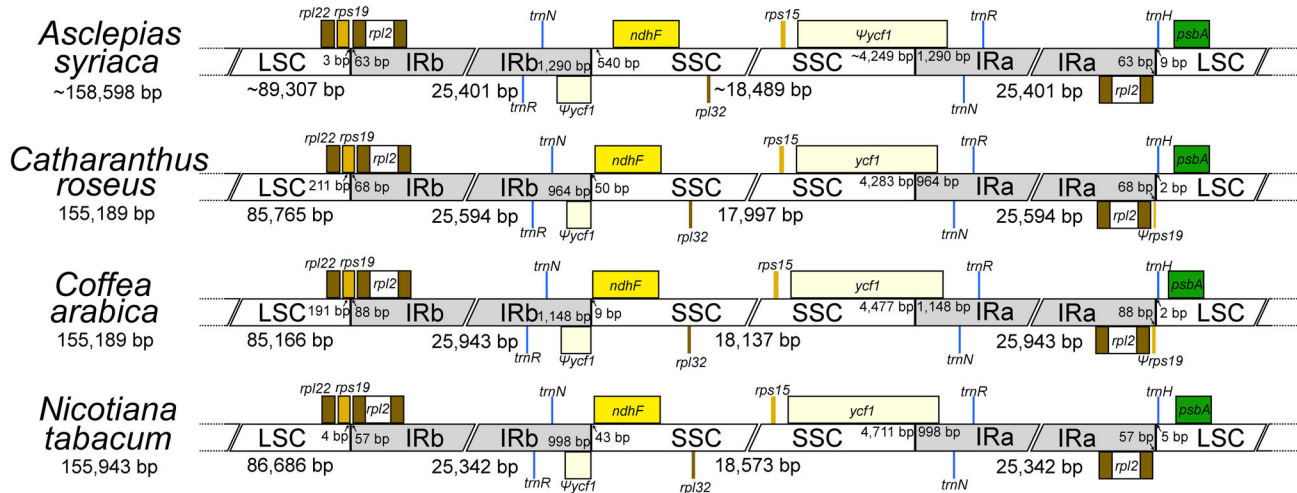 rpl22 rps19
rpl2
trnN
ndhF
rps15
Ψycf1
trnR
trnH
psbA
Asclepias
syriaca
~158,598 bp
LSC 3 bp 63 bp IRb IRb 1,290 bp 540 bp SSC SSC ~4,249 bp 1,290 bp IRa IRa 63 bp 9 bp LSC
~89,307 bp 25,401 bp ~18,489 bp 25,401 bp
trnR Ψycf1 rpl32 trnN rpl2
rpl22 rps19
rpl2
trnN
ndhF
rps15
ycf1
trnR
trnH
psbA
Catharanthus
roseus
155,189 bp
LSC 211 bp 68 bp IRb IRb 964 bp 50 bp SSC SSC 4,283 bp 964 bp IRa IRa 68 bp 2 bp LSC
85,765 bp 25,594 bp 17,997 bp 25,594 bp
trnR Ψycf1 rpl32 trnN rpl2 Ψrps19
rpl22 rps19
rpl2
trnN
ndhF
rps15
ycf1
trnR
trnH
psbA
Coffea
arabica
155,189 bp
LSC 191 bp 88 bp IRb IRb 1,148 bp 9 bp SSC SSC 4,477 bp 1,148 bp IRa IRa 88 bp 2 bp LSC
85,166 bp 25,943 bp 18,137 bp 25,943 bp
trnR Ψycf1 rpl32 trnN rpl2 Ψrps19
rpl22 rps19
rpl2
trnN
ndhF
rps15
ycf1
trnR
trnH
psbA
Nicotiana
tabacum
155,943 bp
LSC 4 bp 57 bp IRb IRb 998 bp 43 bp SSC SSC 4,711 bp 998 bp IRa IRa 57 bp 5 bp LSC
86,686 bp 25,342 bp 18,573 bp 25,342 bp
trnR Ψycf1 rpl32 trnN rpl2